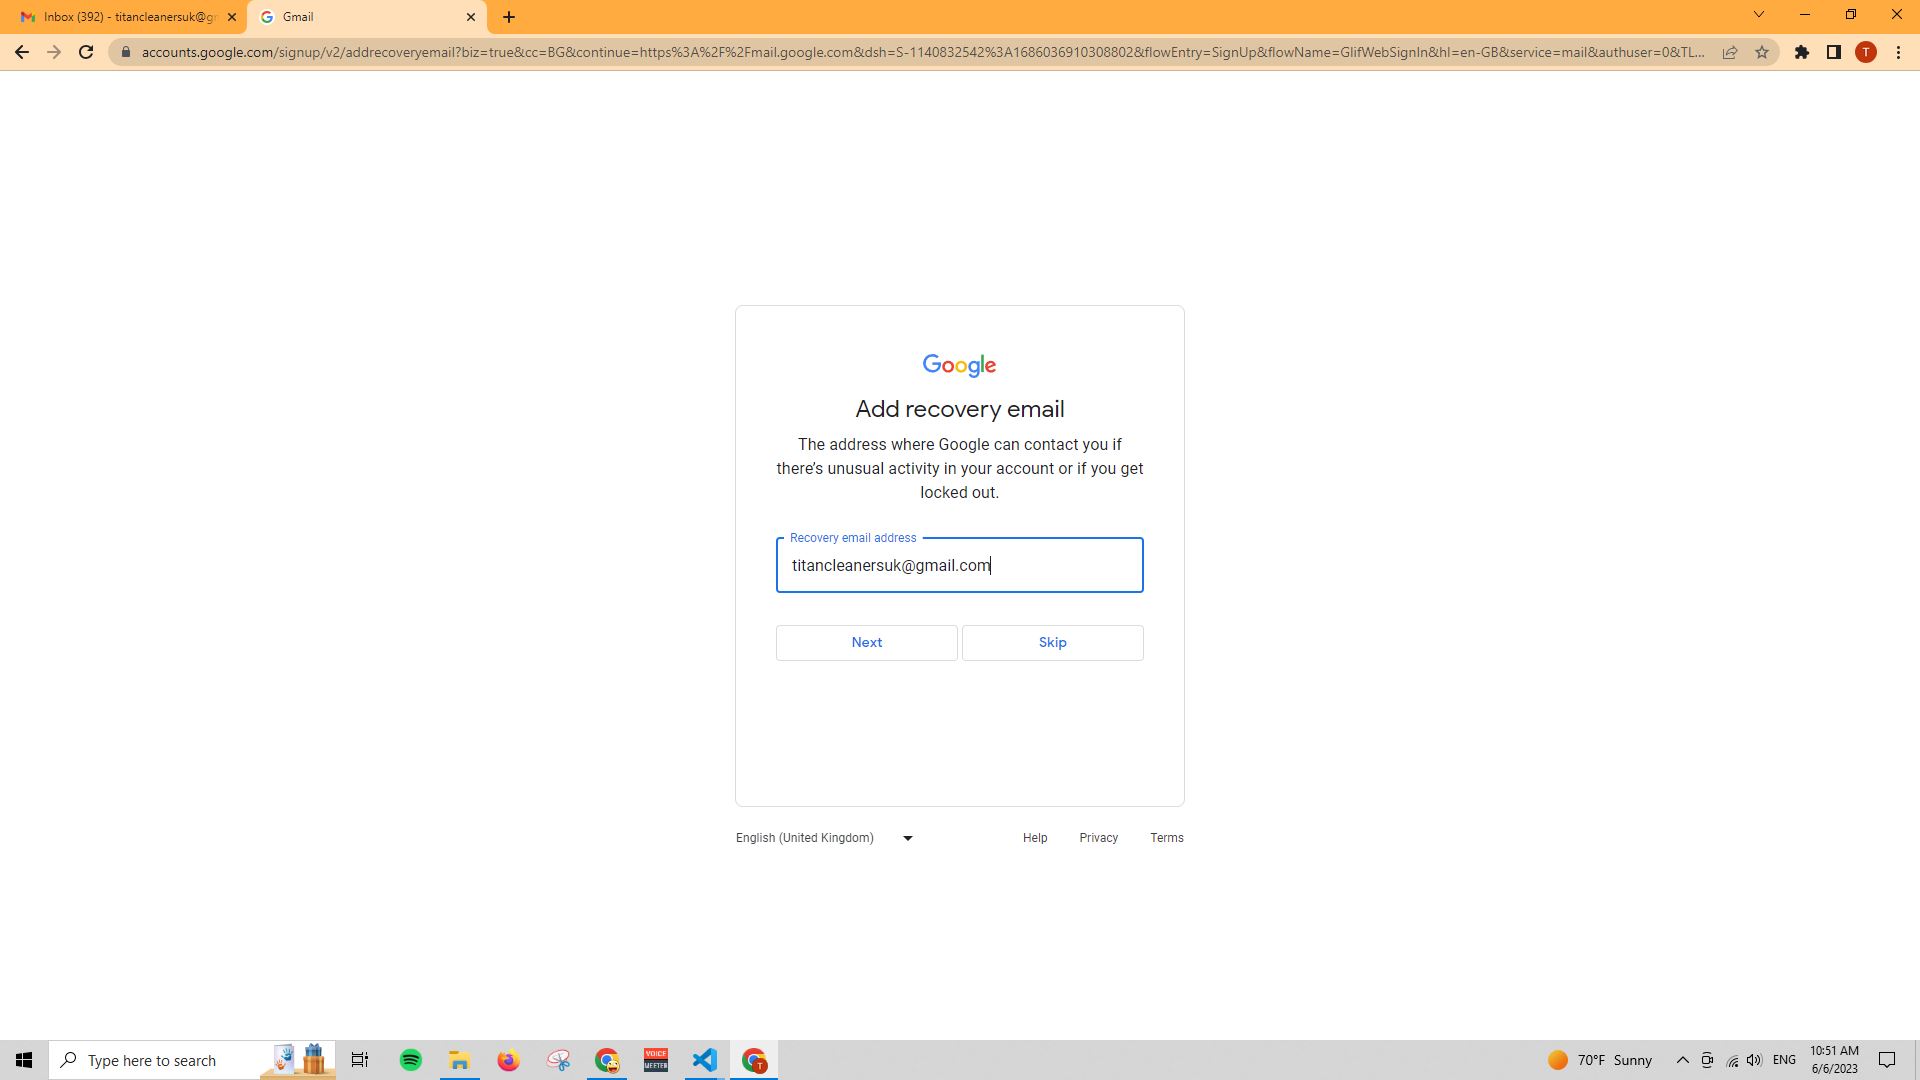 Inbox (392) - titancleanersuk@gm
Gmail
accounts.google.com/signup/v2/addrecoveryemail?biz=true&cc=BG&continue=https%3A%2F%2Fmail.google.com&dsh=S-1140832542%3A1686036910308802&flowEntry=SignUp&flowName=GlifWebSignIn&hl=en-GB&service=mail&authuser=0&TL...
T
Google
Add recovery email
The address where Google can contact you if
there’s unusual activity in your account or if you get
locked out.
Recovery email address
titancleanersuk@gmail.com
Next Skip
English (United Kingdom) Help Privacy Terms
Type here to search
VOICE
MEETER
T
70°F Sunny
ENG
10:51 AM
6/6/2023